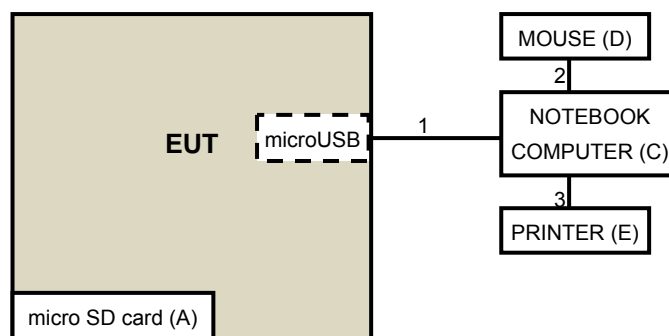 MOUSE (D)
2
NOTEBOOK
COMPUTER (C)
1
microUSB
EUT
3
PRINTER (E)
micro SD card (A)